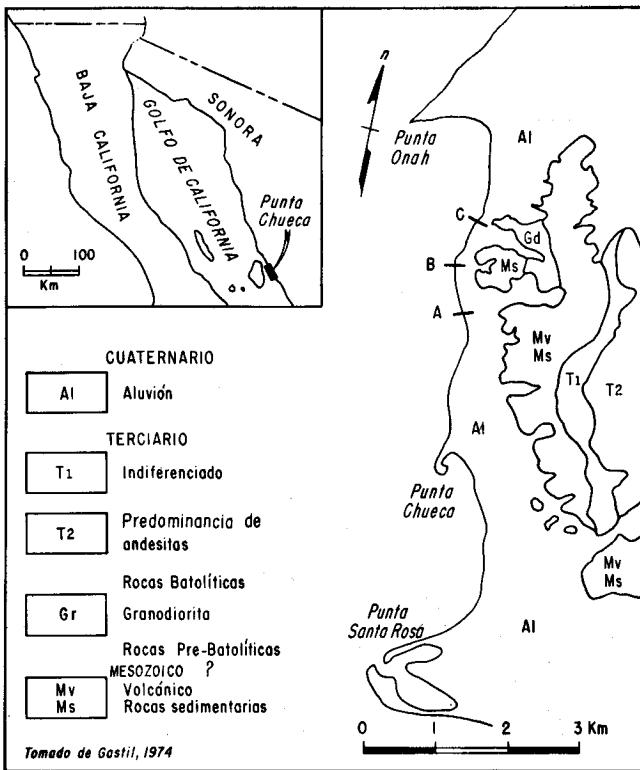 BAJA
CALIFORNIA
GOLFO DE CALIFORNIA
SONORA
Punta
Chueca
0 100
Km
CUATERNARIO
Al Aluvión
TERCIARIO
T1 Indiferenciado
T2 Predominancia de
andesitas
Rocas Batolíticas
Gr Granodiorita
Rocas Pre-Batolíticas
MESOZOICO ?
Mv Volcánico
Ms Rocas sedimentarias
Tomado de Gastil, 1974
n
Punta
Onah
Al
C
Gd
B
Ms
A
Mv
Ms
T1
T2
Al
Punta
Chueca
Mv
Ms
Punta
Santa Rosa
Al
0 1 2 3 Km